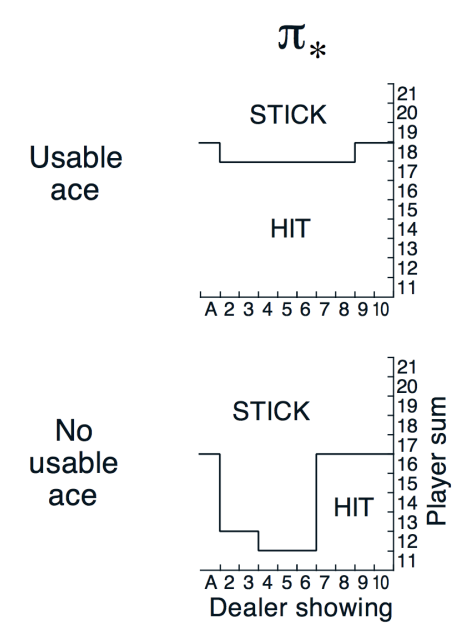 π*
Usable
ace
STICK
HIT
21
20
19
18
17
16
15
14
13
12
11
A 2 3 4 5 6 7 8 9 10
No
usable
ace
STICK
HIT
21
20
19
18
17
16
15
14
13
12
11
Player sum
A 2 3 4 5 6 7 8 9 10
Dealer showing